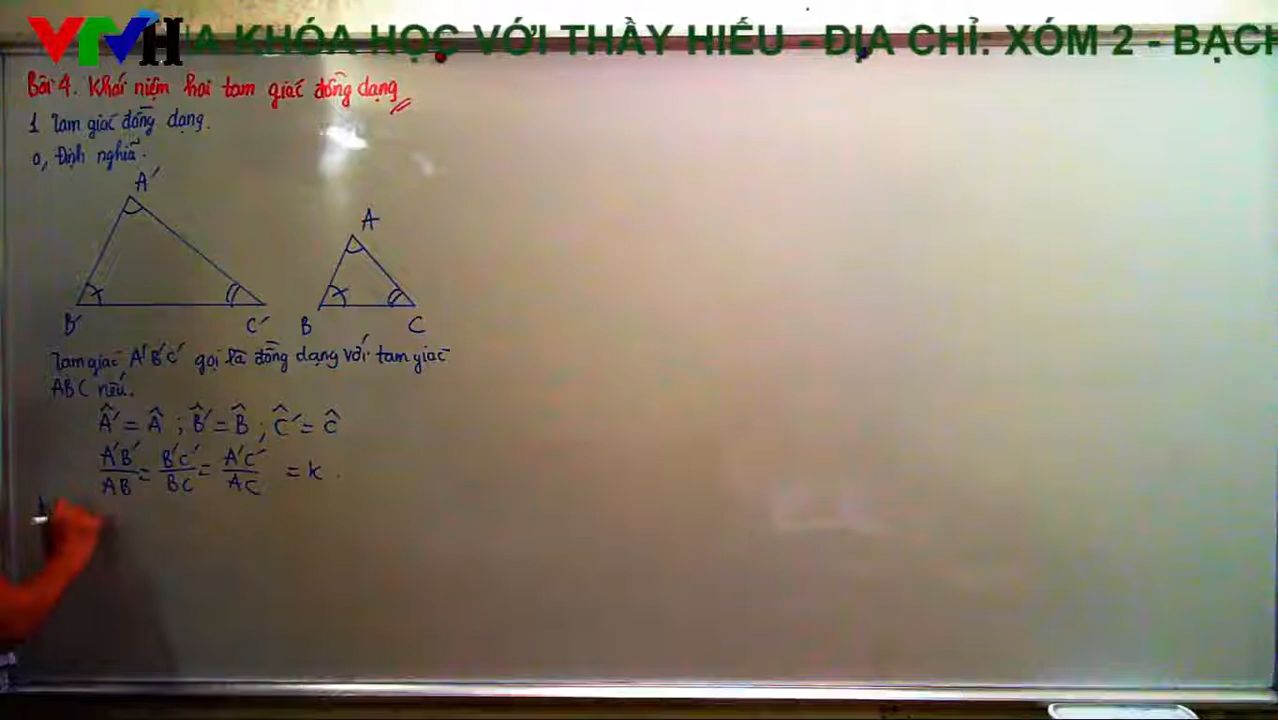 VTVH
IA KHÓA HỌC VỚI THẦY HIẾU - ĐỊA CHỈ: XÓM 2 - BẠCH
Bài 4. Khái niệm hai tam giác đồng dạng
1 Tam giác đồng dạng.
a, Định nghĩa.
A'
A
B'
C'
B
C
Tam giác A'B'C' gọi là đồng dạng với tam giác
ABC nếu.
Â' = Â ; B̂' = B̂ ; Ĉ' = Ĉ
A'B'/AB = B'C'/BC = A'C'/AC = k.